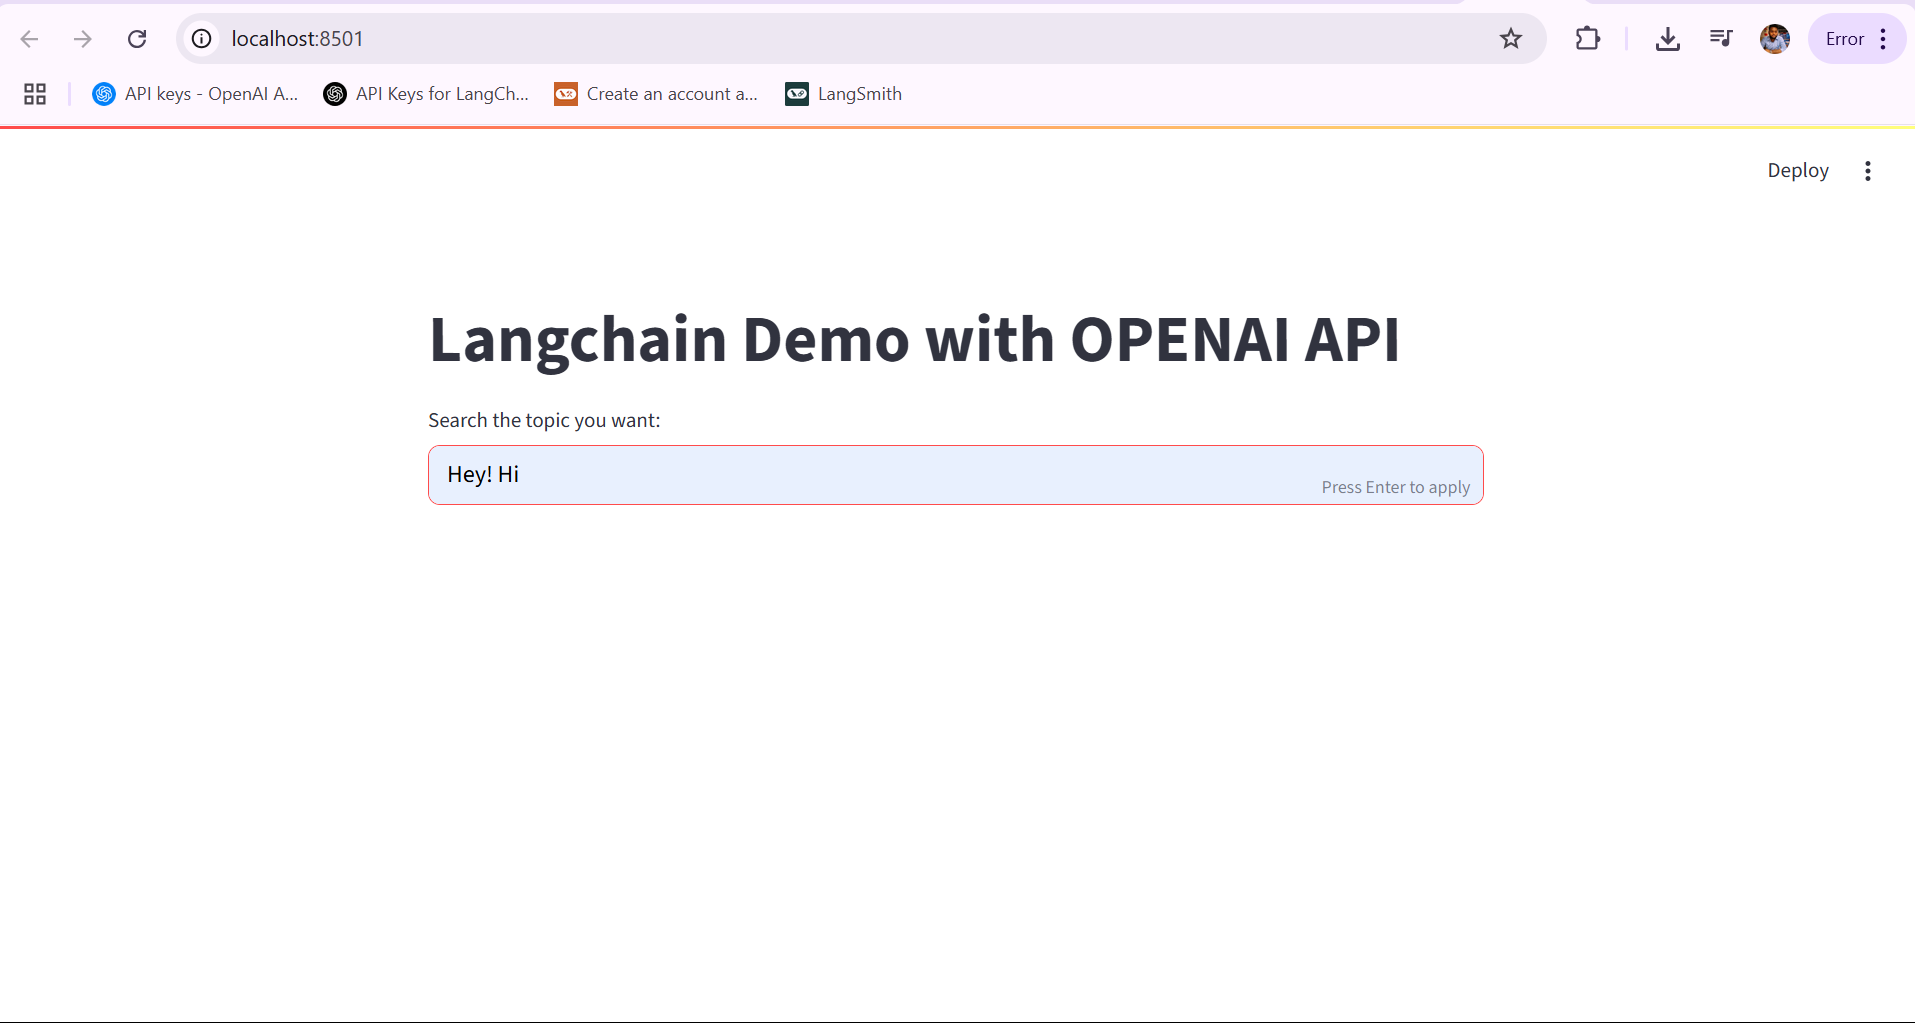 localhost:8501
Error
API keys - OpenAI A...
API Keys for LangCh...
Create an account a...
LangSmith
Deploy
Langchain Demo with OPENAI API
Search the topic you want:
Hey! Hi
Press Enter to apply